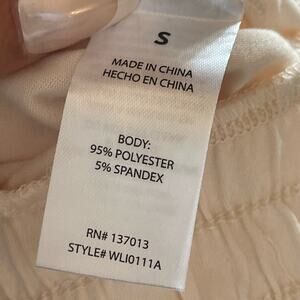 S
MADE IN CHINA
HECHO EN CHINA
BODY:
95% POLYESTER
5% SPANDEX
RN# 137013
STYLE# WLI0111A